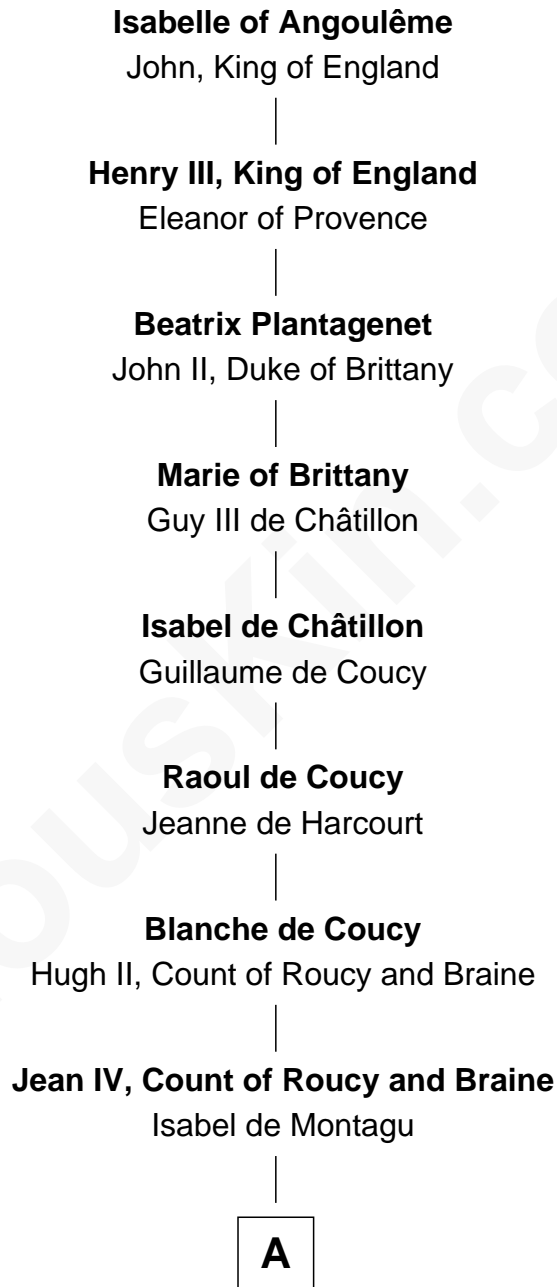 Isabelle of Angoulême
John, King of England
Henry III, King of England
Eleanor of Provence
Beatrix Plantagenet
John II, Duke of Brittany
Marie of Brittany
Guy III de Châtillon
Isabel de Châtillon
Guillaume de Coucy
Raoul de Coucy
Jeanne de Harcourt
Blanche de Coucy
Hugh II, Count of Roucy and Braine
Jean IV, Count of Roucy and Braine
Isabel de Montagu
A